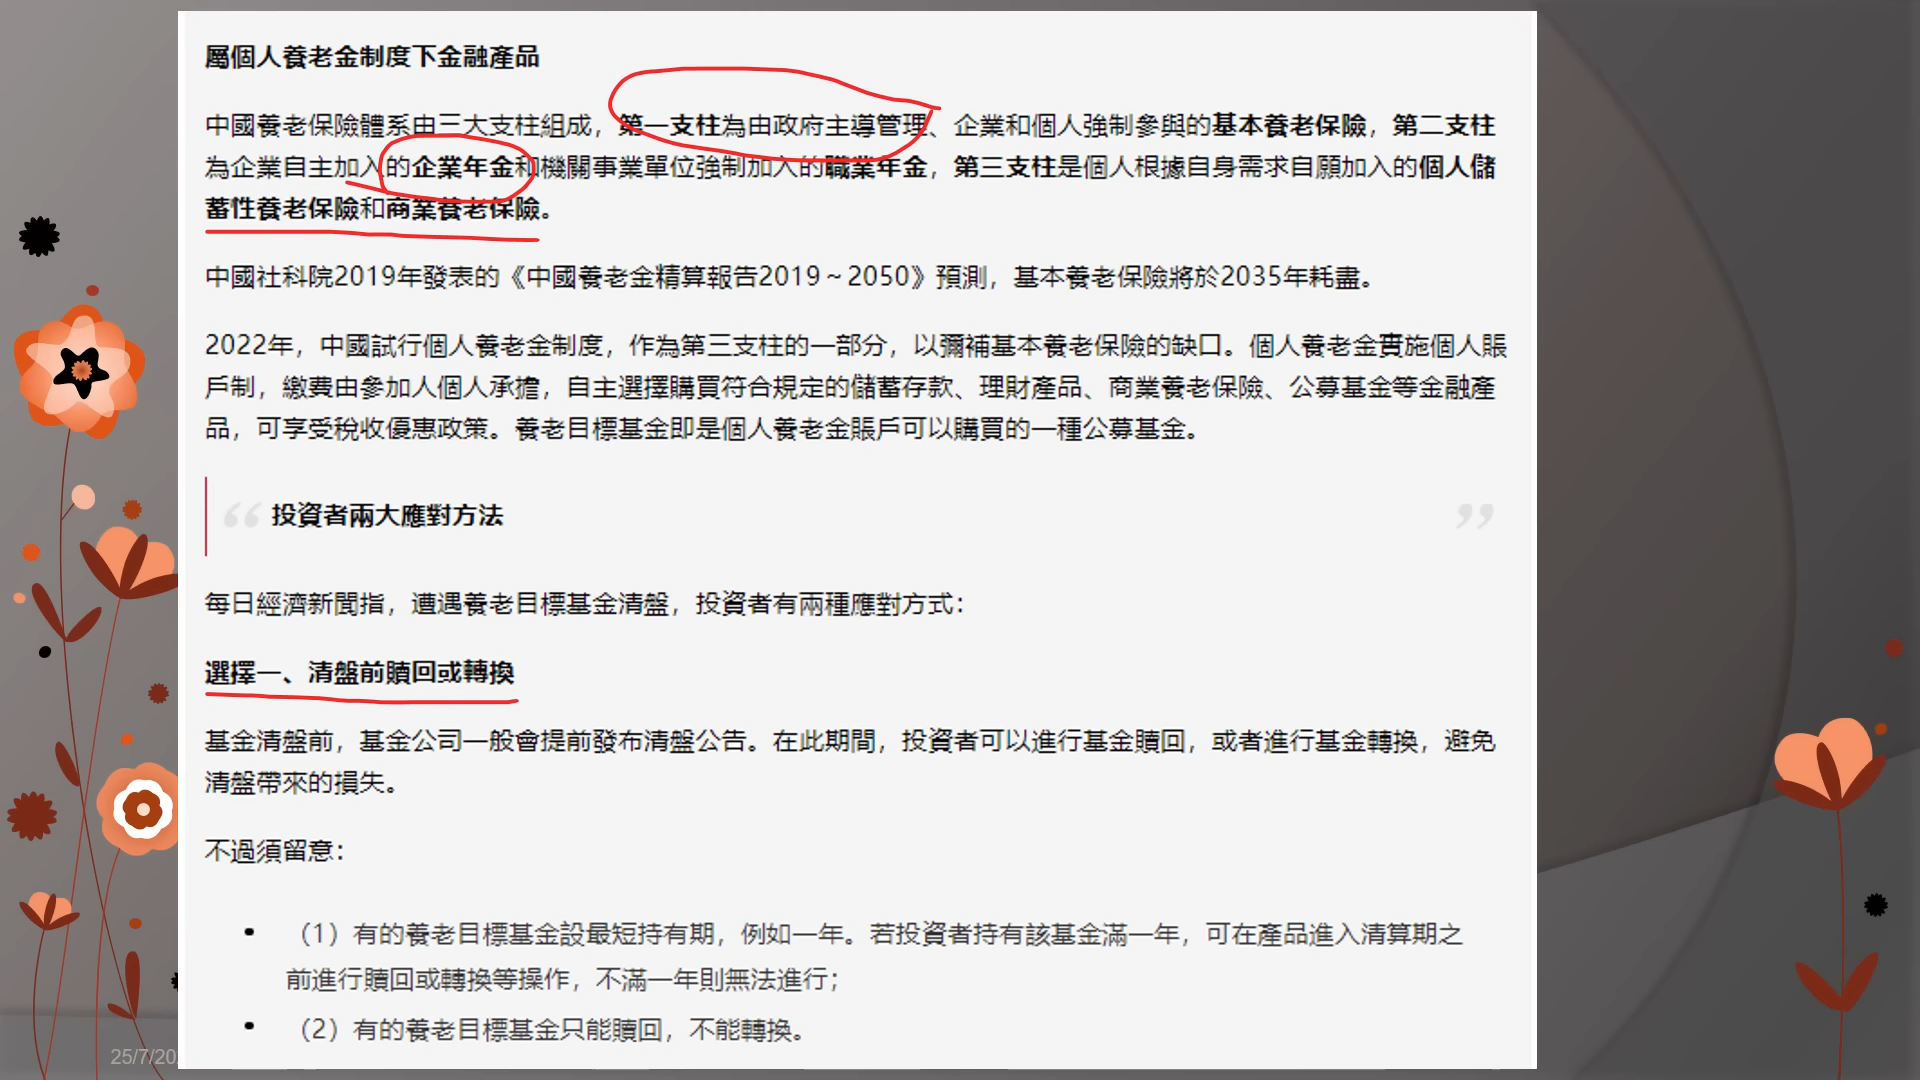 屬個人養老金制度下金融產品
中國養老保險體系由三大支柱組成，第一支柱為由政府主導管理、企業和個人強制參與的基本養老保險，第二支柱
為企業自主加入的企業年金和機關事業單位強制加入的職業年金，第三支柱是個人根據自身需求自願加入的個人儲
蓄性養老保險和商業養老保險。
中國社科院2019年發表的《中國養老金精算報告2019～2050》預測，基本養老保險將於2035年耗盡。
2022年，中國試行個人養老金制度，作為第三支柱的一部分，以彌補基本養老保險的缺口。個人養老金實施個人賬
戶制，繳費由參加人個人承擔，自主選擇購買符合規定的儲蓄存款、理財產品、商業養老保險、公募基金等金融產
品，可享受稅收優惠政策。養老目標基金即是個人養老金賬戶可以購買的一種公募基金。
“ 投資者兩大應對方法 ”
每日經濟新聞指，遭遇養老目標基金清盤，投資者有兩種應對方式：
選擇一、清盤前贖回或轉換
基金清盤前，基金公司一般會提前發布清盤公告。在此期間，投資者可以進行基金贖回，或者進行基金轉換，避免
清盤帶來的損失。
不過須留意：
• （1）有的養老目標基金設最短持有期，例如一年。若投資者持有該基金滿一年，可在產品進入清算期之
前進行贖回或轉換等操作，不滿一年則無法進行；
• （2）有的養老目標基金只能贖回，不能轉換。
25/7/20